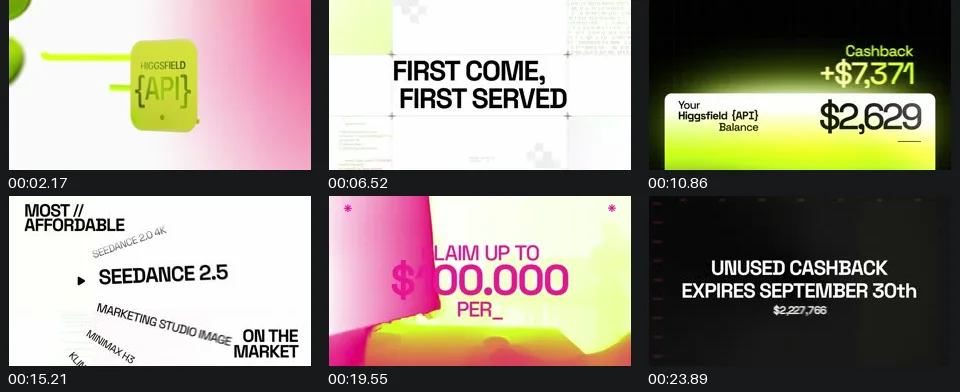 HIGGSFIELD
{API}
00:02.17
FIRST COME,
FIRST SERVED
00:06.52
Cashback
+$7,371
Your
Higgsfield {API}
Balance
$2,629
00:10.86
MOST //
AFFORDABLE
SEEDANCE 2.0 4K
SEEDANCE 2.5
MARKETING STUDIO IMAGE
MINIMAX H3
ON THE
MARKET
00:15.21
LAIM UP TO
00.000
PER_
00:19.55
UNUSED CASHBACK
EXPIRES SEPTEMBER 30th
$2,227,766
00:23.89